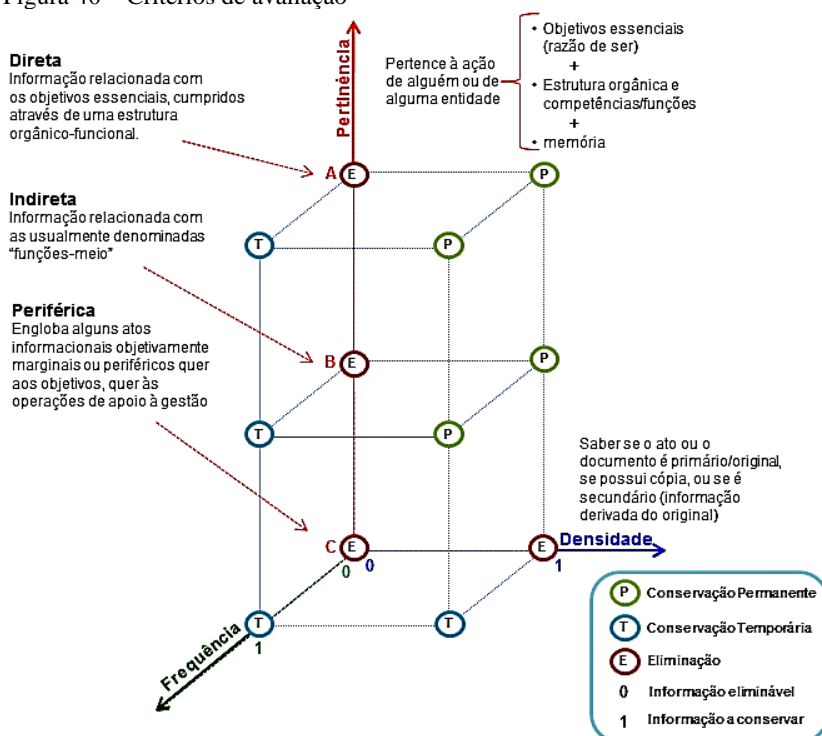 Figura 40 – Critérios de avaliação
Direta
Informação relacionada com
os objetivos essenciais, cumpridos
através de uma estrutura
orgânico-funcional.
Indireta
Informação relacionada com
as usualmente denominadas
“funções-meio”
Periférica
Engloba alguns atos
informacionais objetivamente
marginais ou periféricos quer
aos objetivos, quer às
operações de apoio à gestão
Pertinência
Pertence à ação
de alguém ou de
alguma entidade
• Objetivos essenciais
(razão de ser)
+
• Estrutura orgânica e
competências/funções
+
• memória
A E P
T P
B E P
T P
C E E
0 0 1
T T
1
Frequência
Saber se o ato ou o
documento é primário/original,
se possui cópia, ou se é
secundário (informação
derivada do original)
Densidade
P Conservação Permanente
T Conservação Temporária
E Eliminação
0 Informação eliminável
1 Informação a conservar